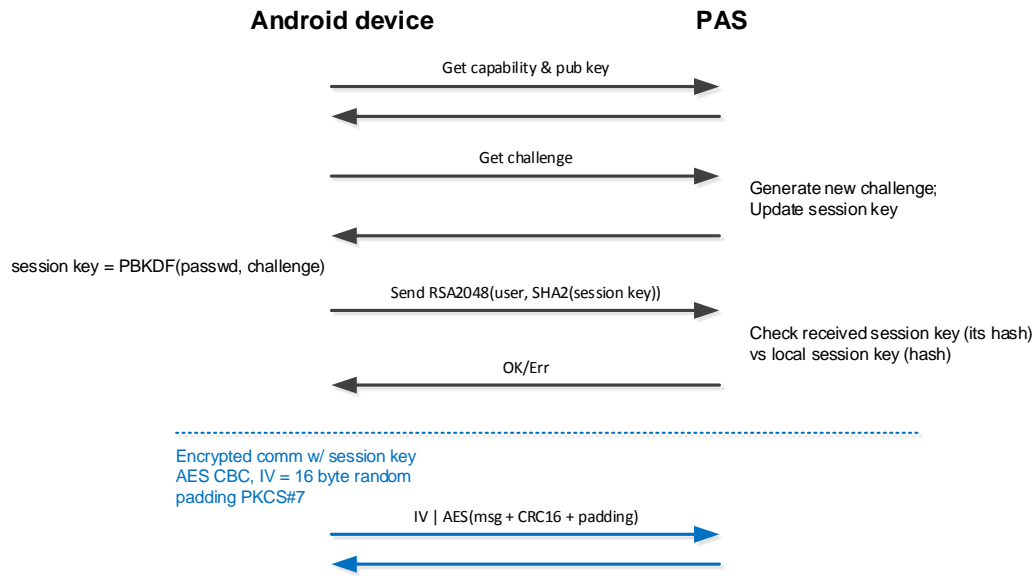 Android device
PAS
Get capability & pub key
Get challenge
Generate new challenge;
Update session key
session key = PBKDF(passwd, challenge)
Send RSA2048(user, SHA2(session key))
Check received session key (its hash)
vs local session key (hash)
OK/Err
Encrypted comm w/ session key
AES CBC, IV = 16 byte random
padding PKCS#7
IV | AES(msg + CRC16 + padding)